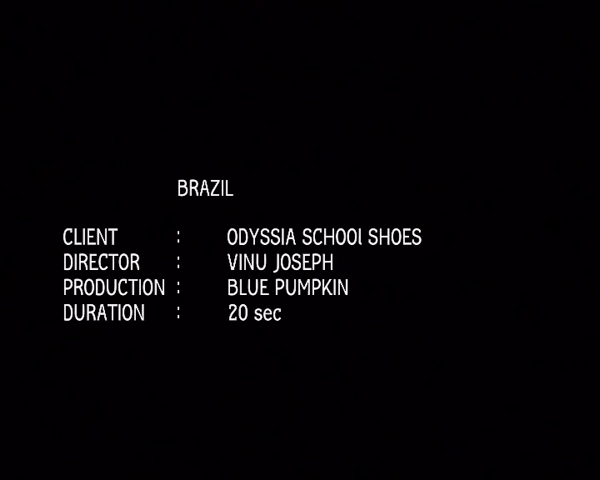 BRAZIL
CLIENT : ODYSSIA SCHOOl SHOES
DIRECTOR : VINU JOSEPH
PRODUCTION : BLUE PUMPKIN
DURATION : 20 sec